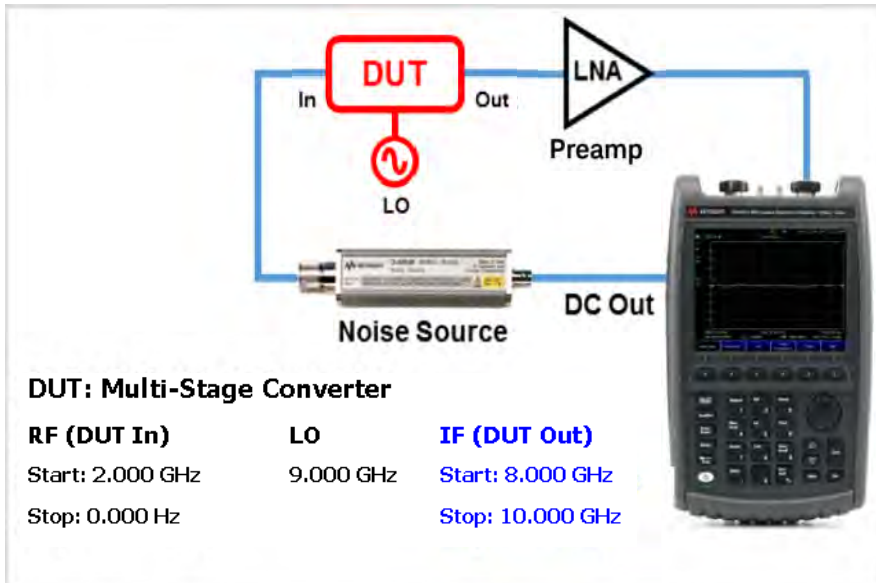 DUT
LNA
In
Out
Preamp
LO
DC Out
Noise Source
DUT: Multi-Stage Converter
RF (DUT In) LO IF (DUT Out)
Start: 2.000 GHz 9.000 GHz Start: 8.000 GHz
Stop: 0.000 Hz Stop: 10.000 GHz